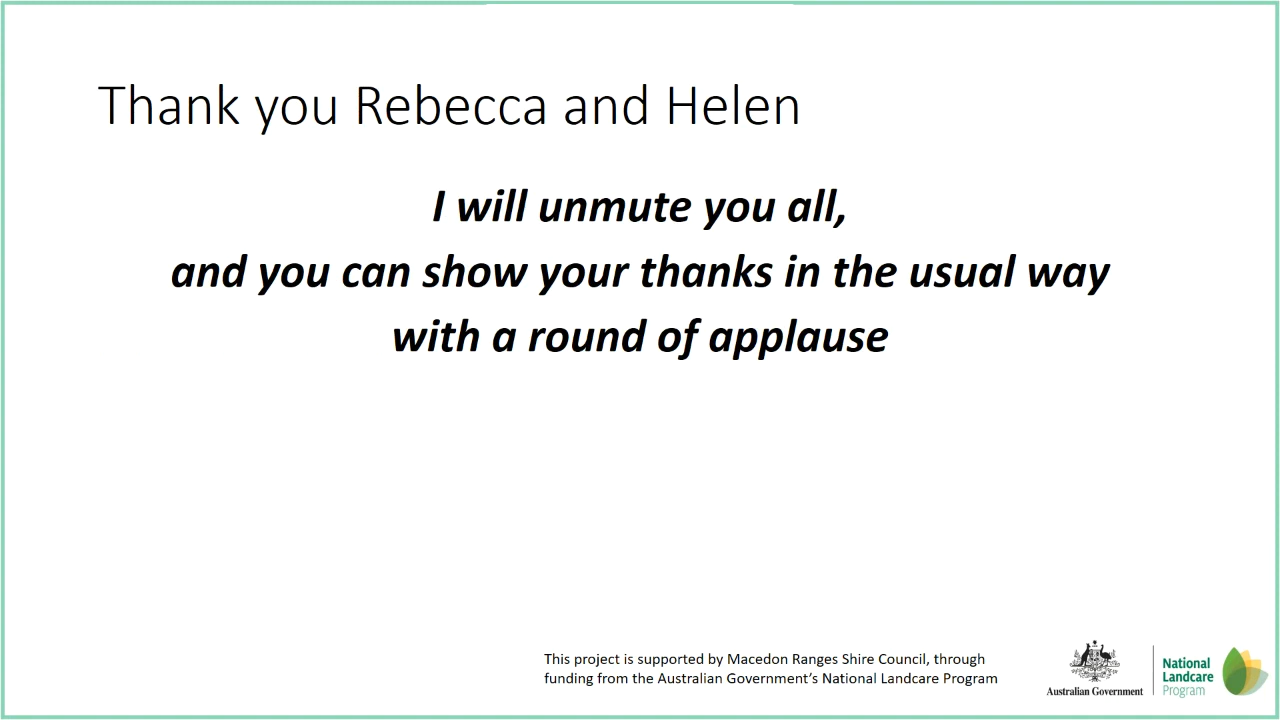 Thank you Rebecca and Helen
I will unmute you all,
and you can show your thanks in the usual way
with a round of applause
This project is supported by Macedon Ranges Shire Council, through
funding from the Australian Government's National Landcare Program
Australian Government
National
Landcare
Program